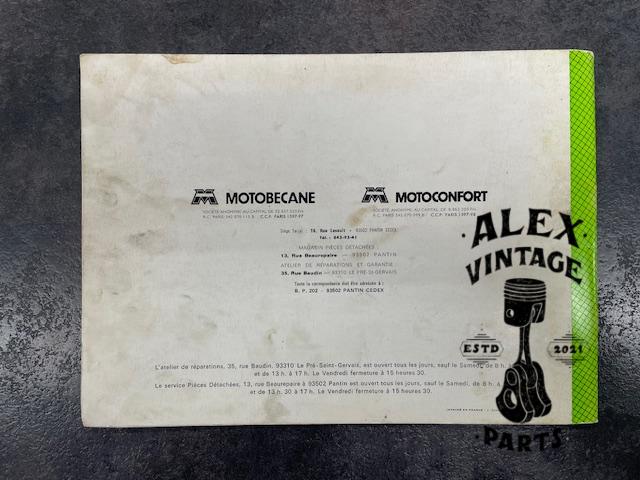 MOTOBECANE
MOTOCONFORT
SOCIÉTÉ ANONYME AU CAPITAL DE
SOCIÉTÉ ANONYME AU CAPITAL DE
Siège Social : 16, Rue Lesault - 93502 PANTIN CEDEX
Tél. : 843-93-41
MAGASIN PIÈCES DÉTACHÉES :
13, Rue Beaurepaire — 93502 PANTIN
ATELIER DE RÉPARATIONS ET GARANTIE :
35, Rue Baudin — 93310 LE PRÉ-St-GERVAIS
Toute la correspondance doit être adressée à :
B. P. 202 - 93502 PANTIN CEDEX
L'atelier de réparations, 35, rue Baudin, 93310 Le Pré-Saint-Gervais, est ouvert tous les jours, sauf le Samedi, de 8 h.
et de 13 h. à 17 h. Le Vendredi fermeture à 15 heures 30.
Le service Pièces Détachées, 13, rue Beaurepaire à 93502 Pantin est ouvert tous les jours, sauf le Samedi, de 8 h.
et de 13 h. 30 à 17 h. Le Vendredi fermeture à 15 heures 30.
ALEX
VINTAGE
ESTD 2021
PARTS